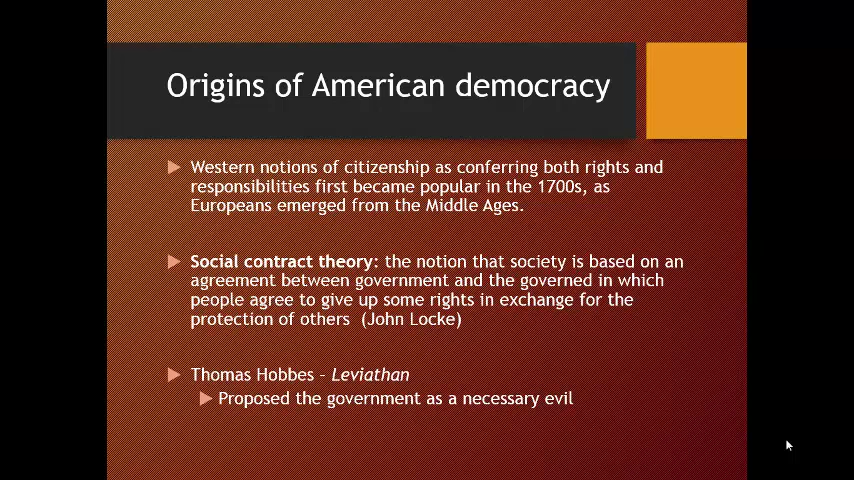 Origins of American democracy
Western notions of citizenship as conferring both rights and
responsibilities first became popular in the 1700s, as
Europeans emerged from the Middle Ages.
Social contract theory: the notion that society is based on an
agreement between government and the governed in which
people agree to give up some rights in exchange for the
protection of others (John Locke)
Thomas Hobbes – Leviathan
Proposed the government as a necessary evil